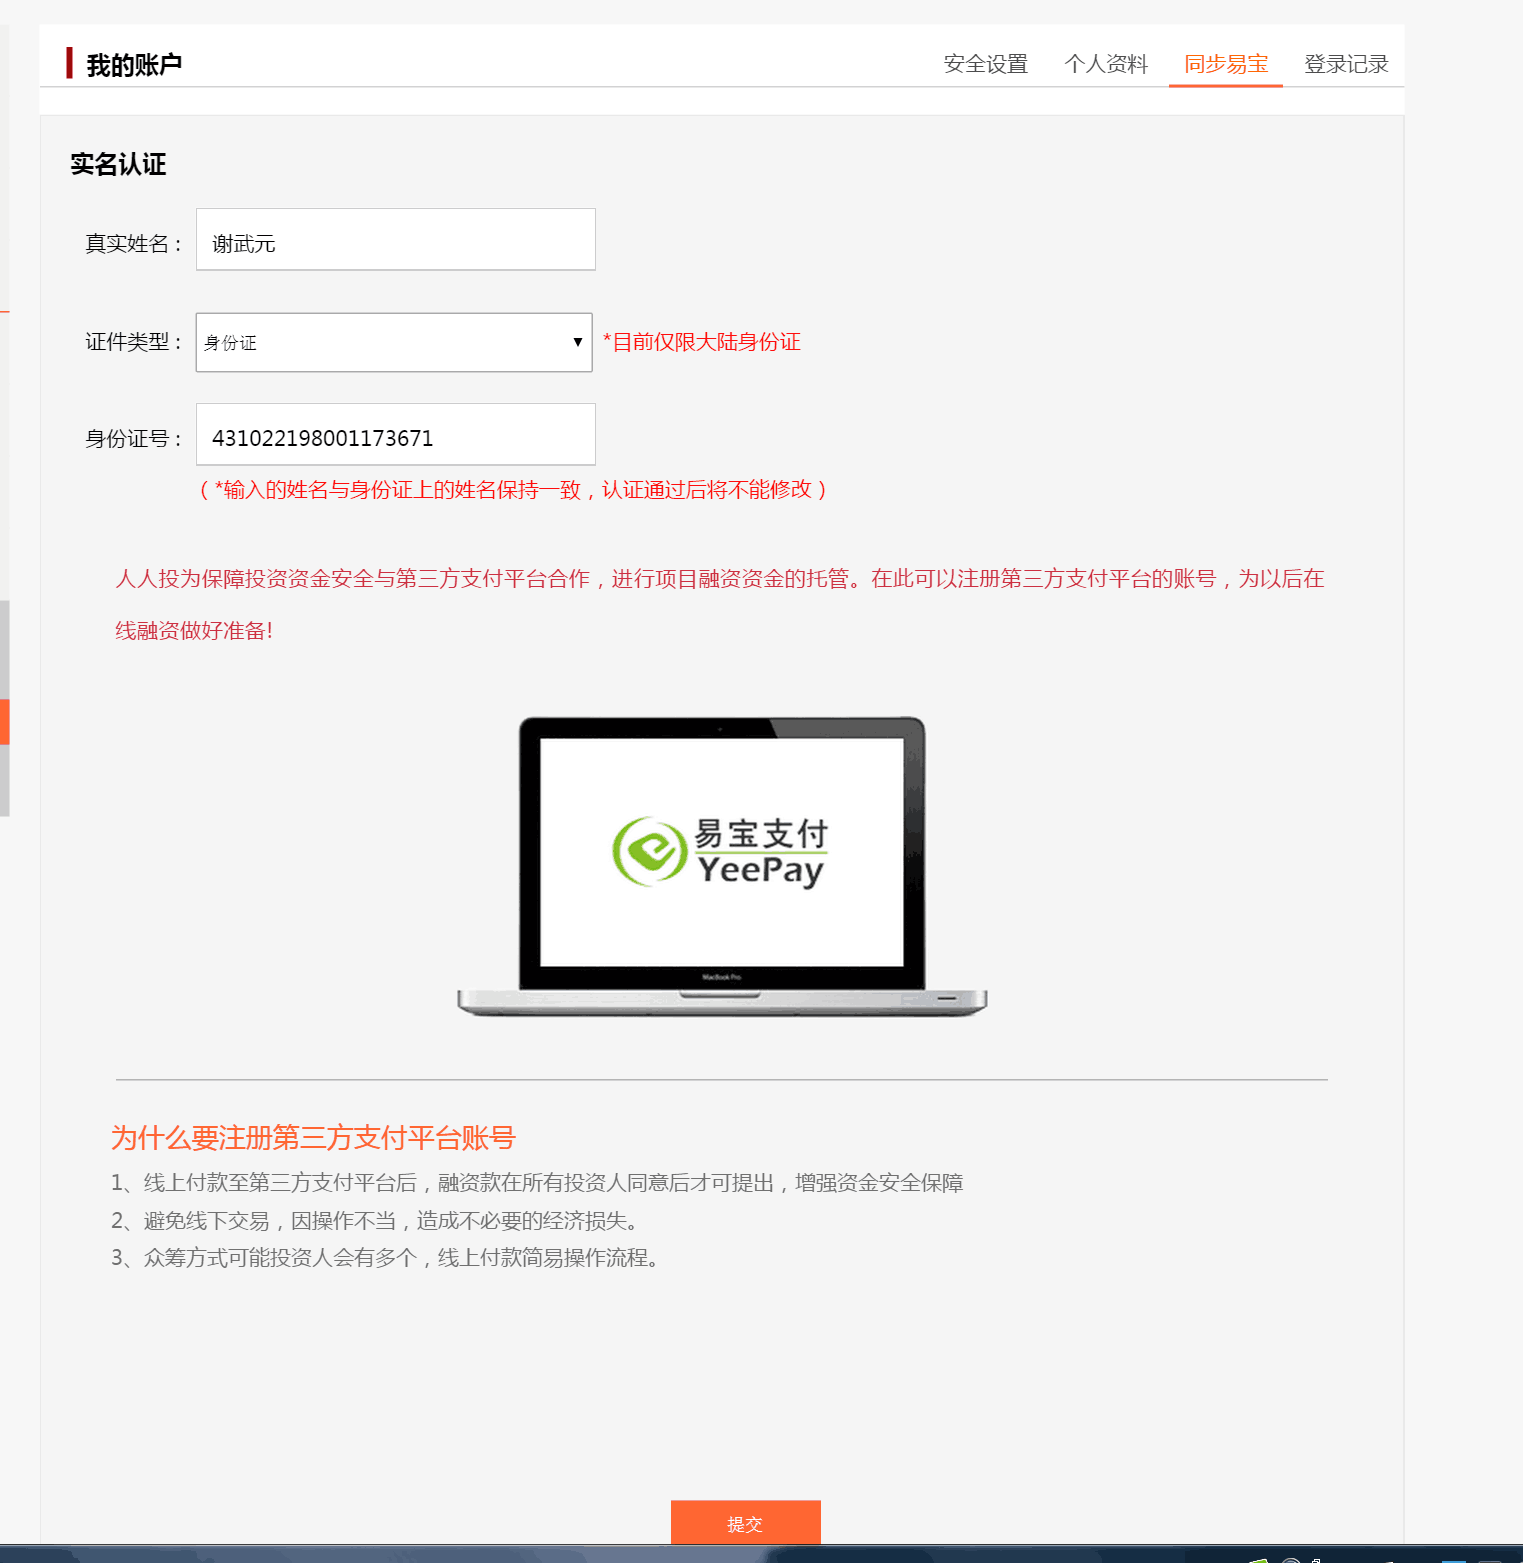 我的账户
安全设置 个人资料 同步易宝 登录记录
实名认证
真实姓名： 谢武元
证件类型： 身份证 ▼ *目前仅限大陆身份证
身份证号： 431022198001173671
（*输入的姓名与身份证上的姓名保持一致，认证通过后将不能修改）
人人投为保障投资资金安全与第三方支付平台合作，进行项目融资资金的托管。在此可以注册第三方支付平台的账号，为以后在
线融资做好准备!
易宝支付
YeePay
MacBook Pro
为什么要注册第三方支付平台账号
1、线上付款至第三方支付平台后，融资款在所有投资人同意后才可提出，增强资金安全保障
2、避免线下交易，因操作不当，造成不必要的经济损失。
3、众筹方式可能投资人会有多个，线上付款简易操作流程。
提交